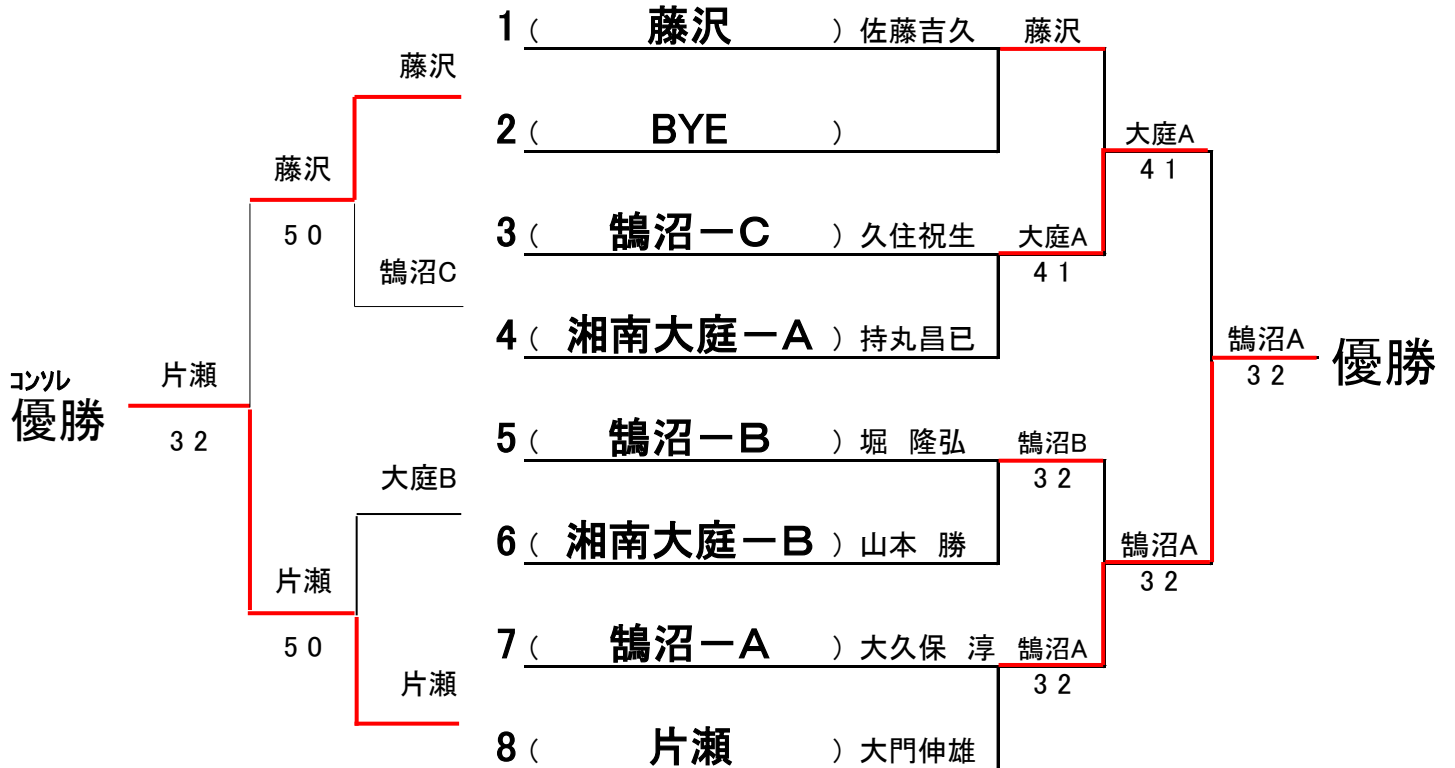 1 ( 藤沢 ) 佐藤吉久 藤沢
藤沢
2 ( BYE )
大庭A
藤沢
4 1
3 ( 鵠沼-C ) 久住祝生 大庭A
5 0
鵠沼C
4 1
4 ( 湘南大庭-A ) 持丸昌已
鵠沼A
コンソレ
片瀬
優勝
3 2
優勝
3 2
5 ( 鵠沼-B ) 堀 隆弘 鵠沼B
大庭B
3 2
6 ( 湘南大庭-B ) 山本 勝
鵠沼A
片瀬
3 2
5 0
7 ( 鵠沼-A ) 大久保 淳 鵠沼A
片瀬
3 2
8 ( 片瀬 ) 大門伸雄